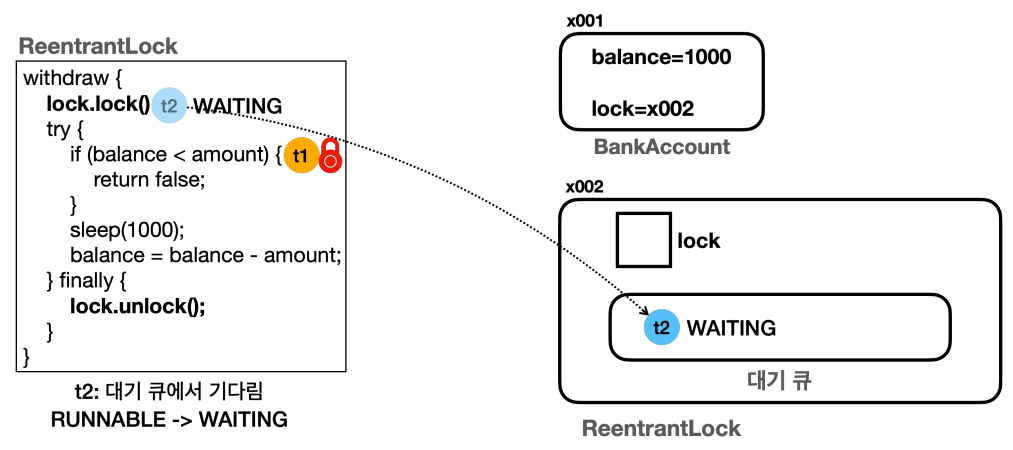 ReentrantLock
withdraw {
lock.lock() t2 WAITING
try {
if (balance < amount) { t1
return false;
}
sleep(1000);
balance = balance - amount;
} finally {
lock.unlock();
}
}
t2: 대기 큐에서 기다림
RUNNABLE -> WAITING
x001
balance=1000
lock=x002
BankAccount
x002
lock
t2 WAITING
대기 큐
ReentrantLock